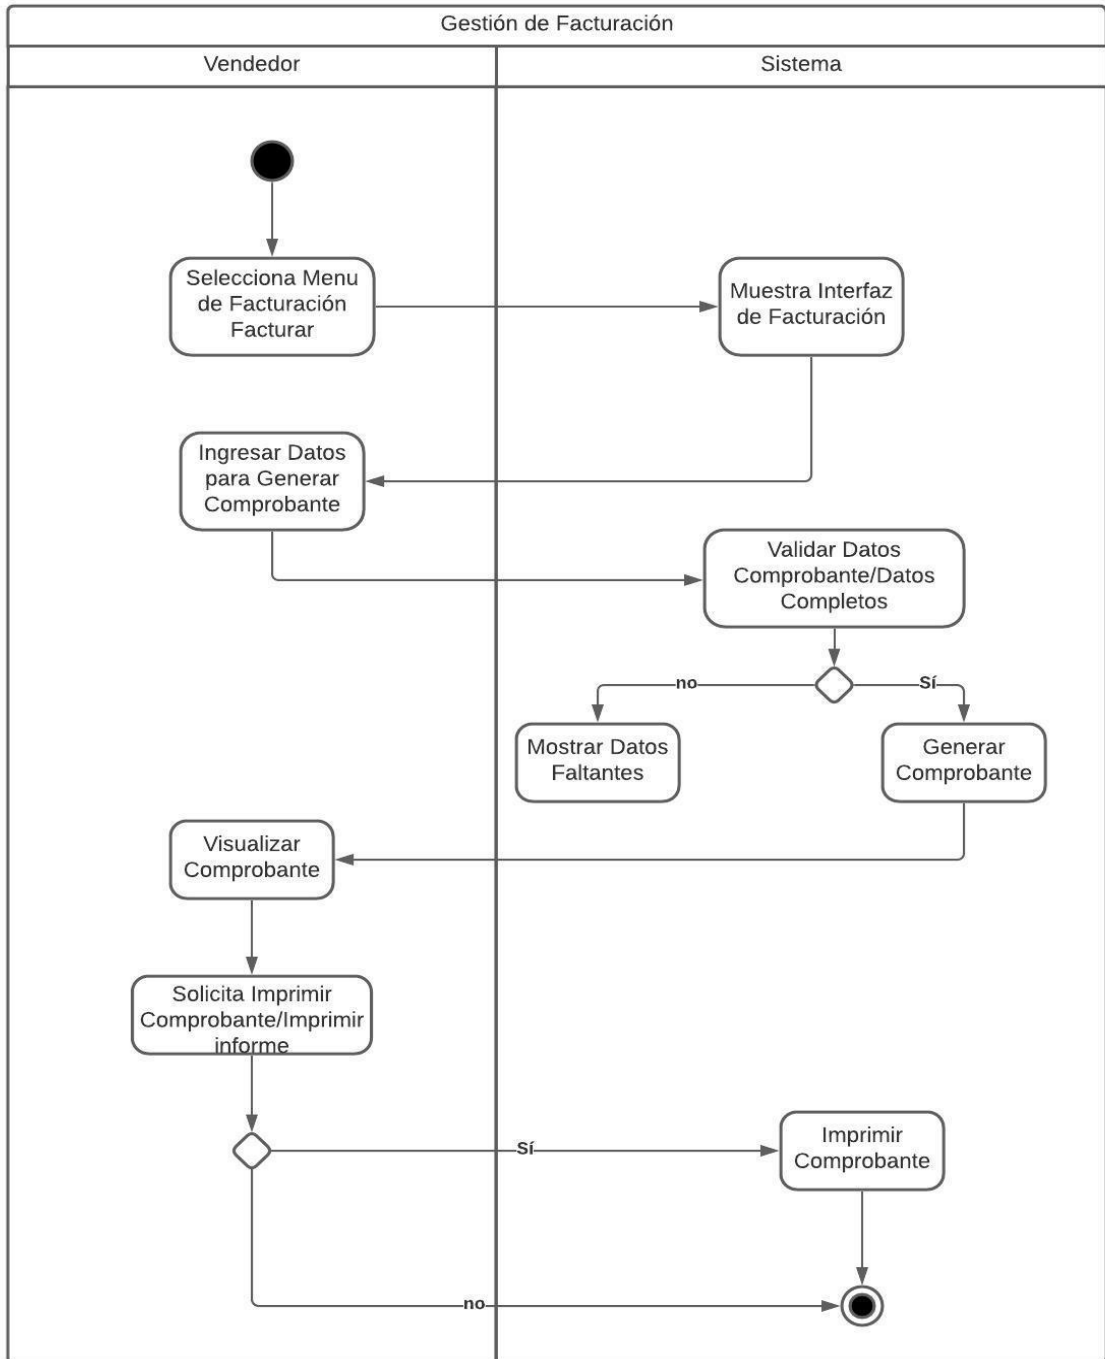 Gestión de Facturación
Vendedor
Sistema
Selecciona Menu
de Facturación
Facturar
Muestra Interfaz
de Facturación
Ingresar Datos
para Generar
Comprobante
Validar Datos
Comprobante/Datos
Completos
no
Sí
Mostrar Datos
Faltantes
Generar
Comprobante
Visualizar
Comprobante
Solicita Imprimir
Comprobante/Imprimir
informe
Sí
Imprimir
Comprobante
no